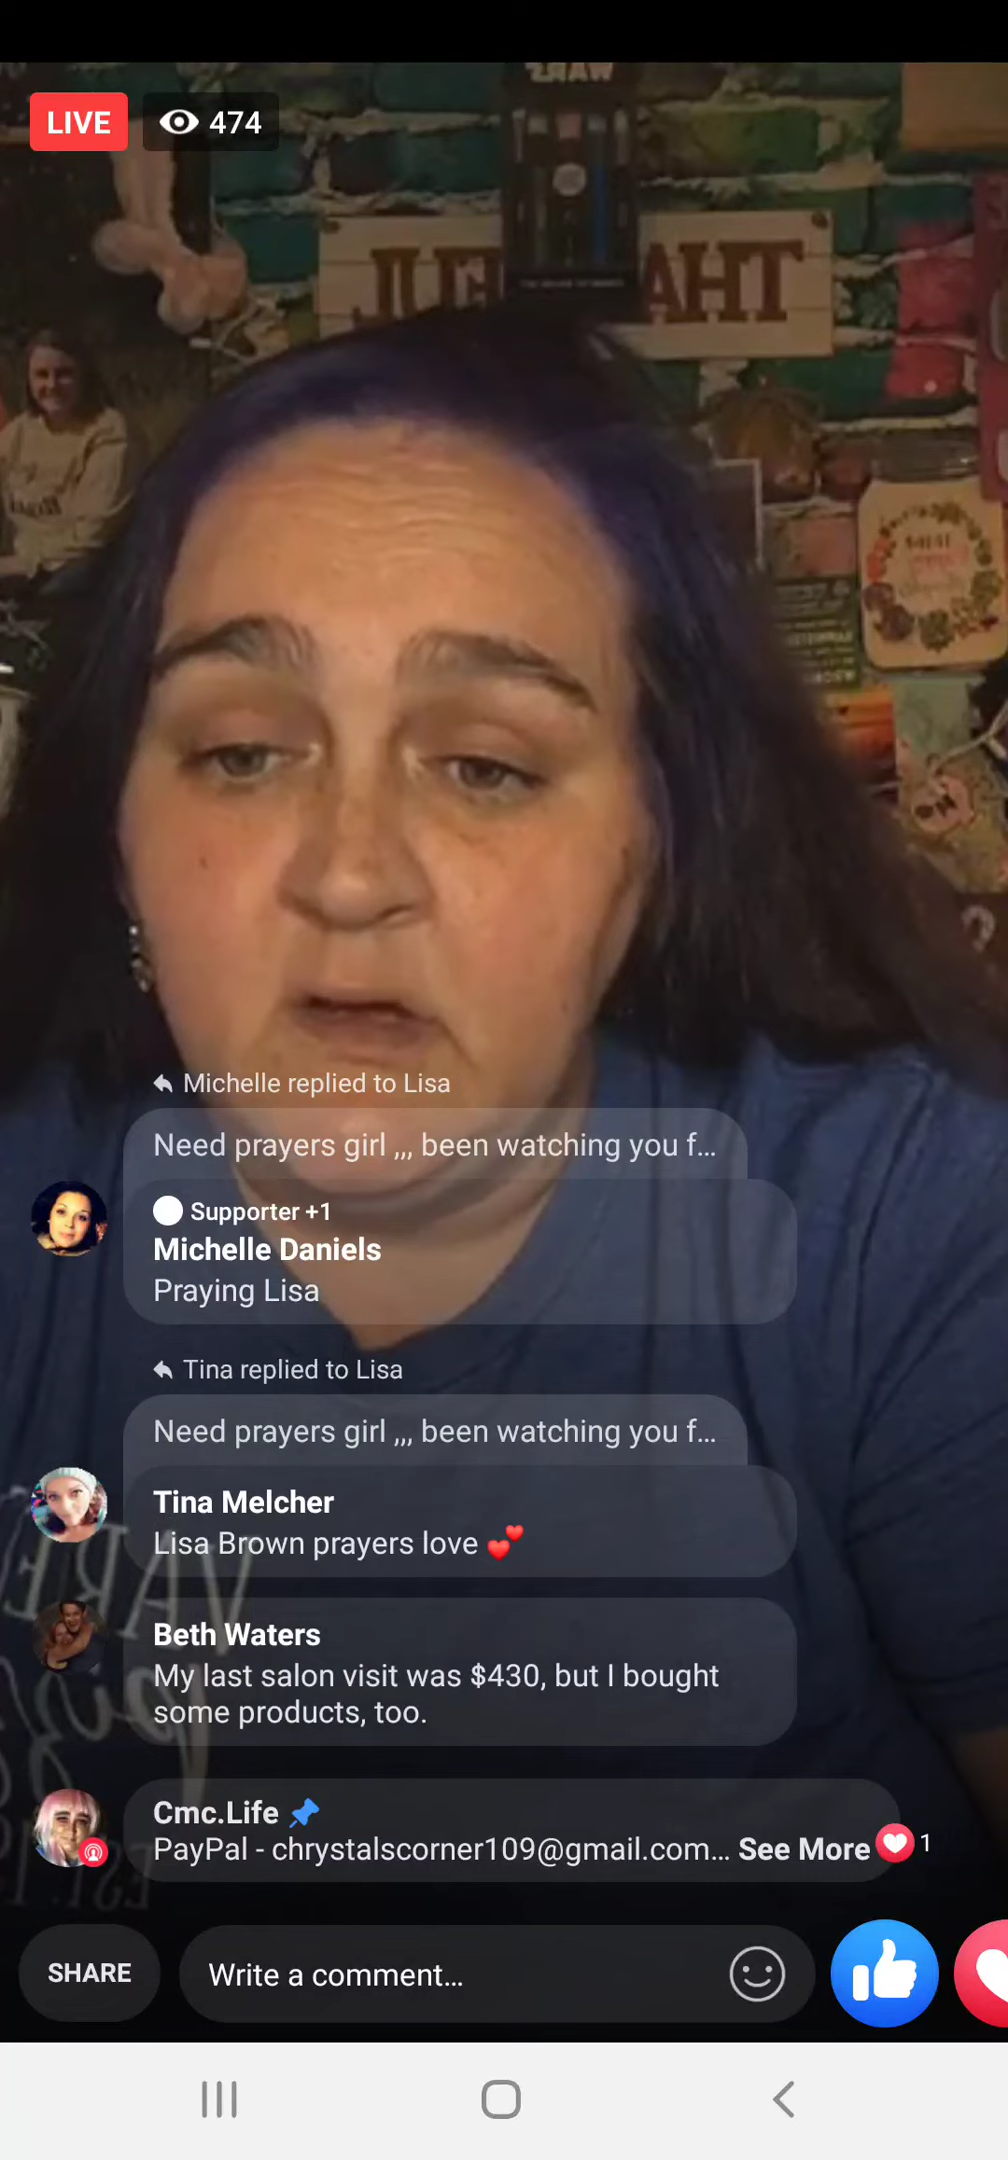 LIVE
474
Michelle replied to Lisa
Need prayers girl ,,, been watching you f...
Supporter +1
Michelle Daniels
Praying Lisa
Tina replied to Lisa
Need prayers girl ,,, been watching you f...
Tina Melcher
Lisa Brown prayers love 💕
Beth Waters
My last salon visit was $430, but I bought
some products, too.
Cmc.Life 📌
PayPal - chrystalscorner109@gmail.com... See More
1
SHARE
Write a comment...